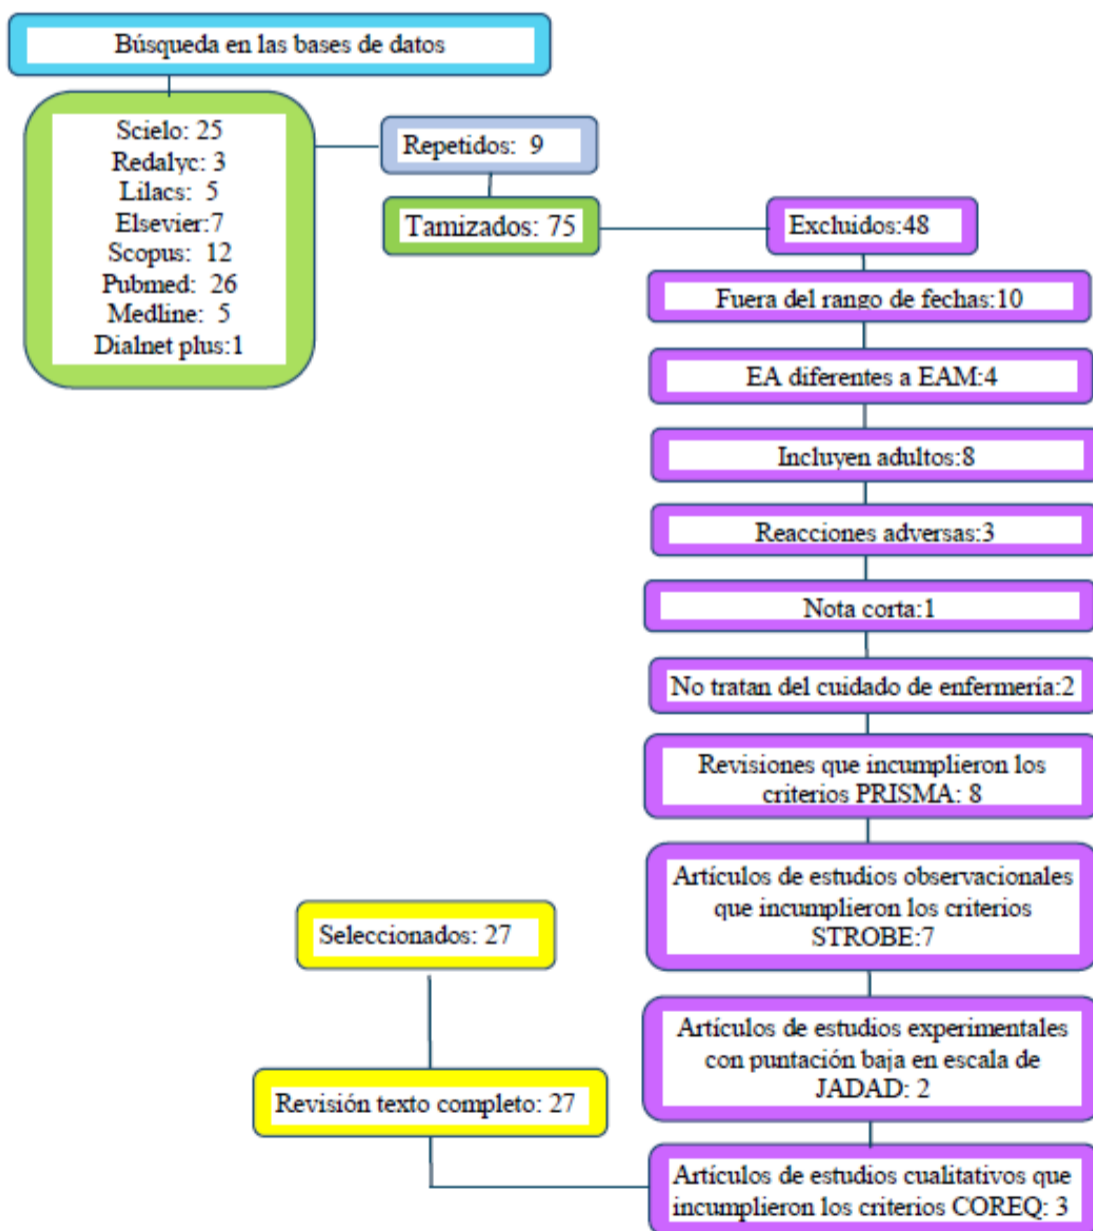 Búsqueda en las bases de datos
Scielo: 25
Redalyc: 3
Lilacs: 5
Elsevier:7
Scopus: 12
Pubmed: 26
Medline: 5
Dialnet plus:1
Repetidos: 9
Tamizados: 75
Excluidos:48
Fuera del rango de fechas:10
EA diferentes a EAM:4
Incluyen adultos:8
Reacciones adversas:3
Nota corta:1
No tratan del cuidado de enfermería:2
Revisiones que incumplieron los
criterios PRISMA: 8
Artículos de estudios observacionales
que incumplieron los criterios
STROBE:7
Artículos de estudios experimentales
con puntación baja en escala de
JADAD: 2
Artículos de estudios cualitativos que
incumplieron los criterios COREQ: 3
Revisión texto completo: 27
Seleccionados: 27